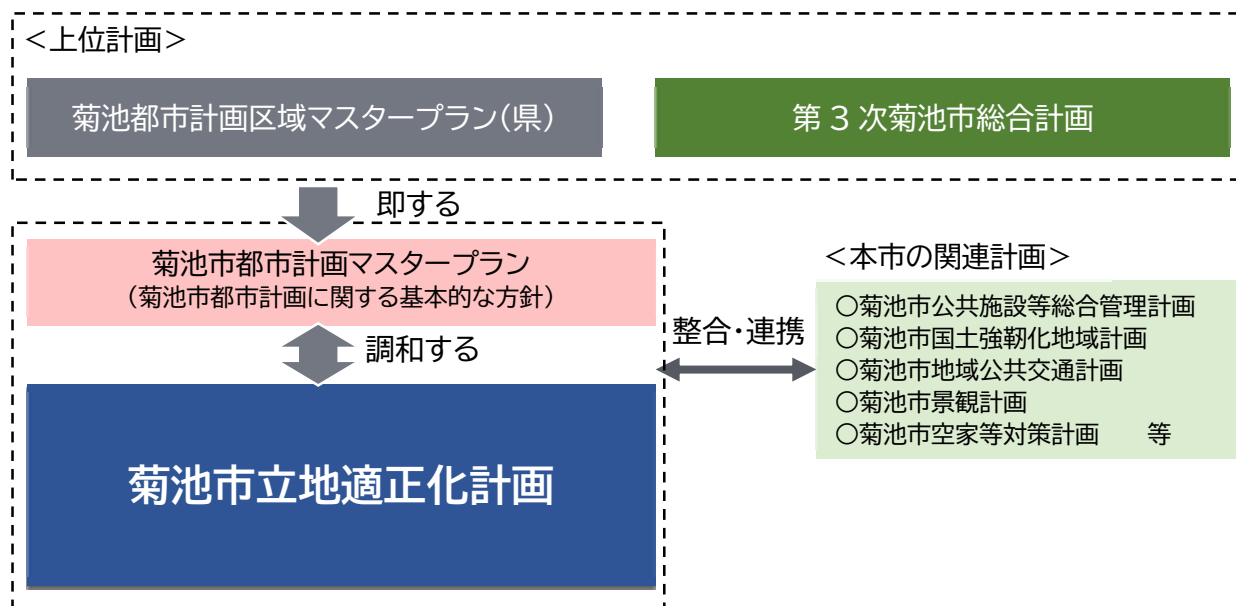 ＜上位計画＞
菊池都市計画区域マスタープラン（県）
第３次菊池市総合計画
即する
菊池市都市計画マスタープラン
（菊池市都市計画に関する基本的な方針）
調和する
菊池市立地適正化計画
整合・連携
＜本市の関連計画＞
○菊池市公共施設等総合管理計画
○菊池市国土強靭化地域計画
○菊池市地域公共交通計画
○菊池市景観計画
○菊池市空家等対策計画　　等